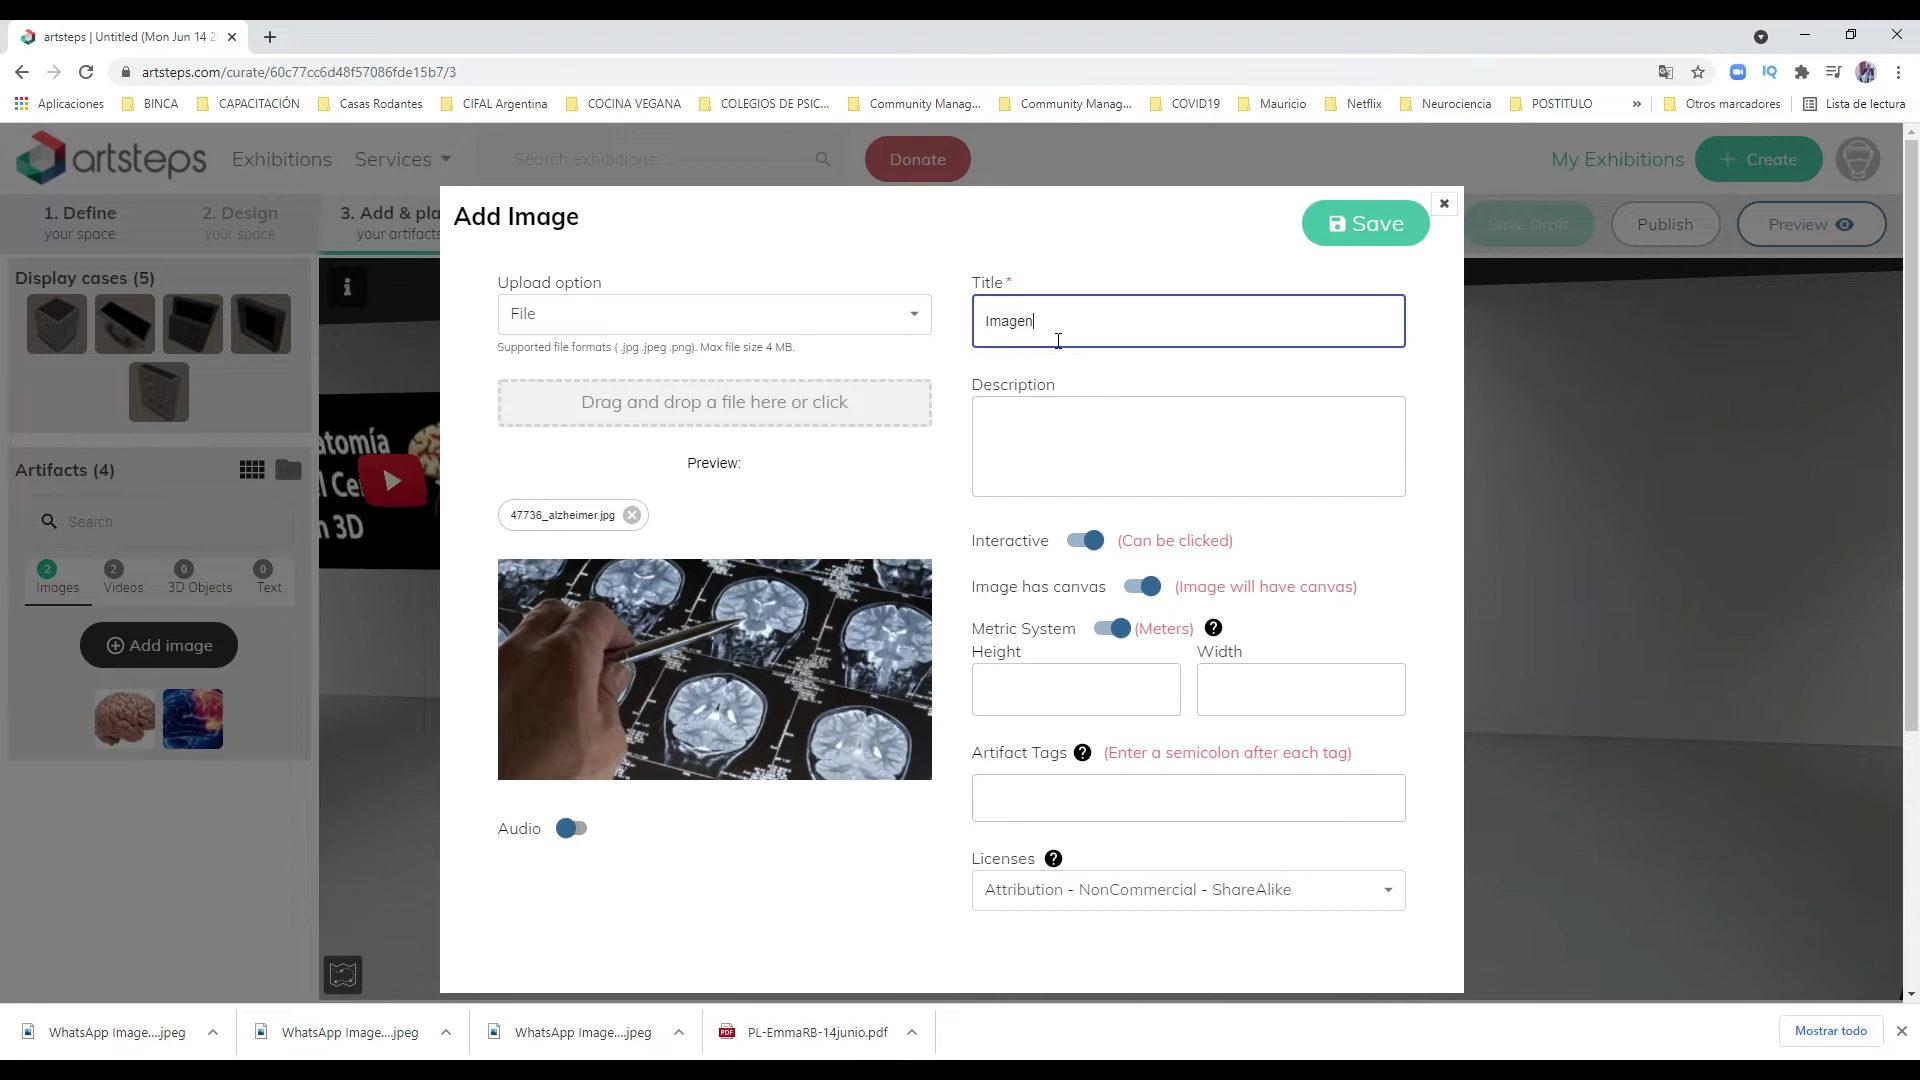 artsteps | Untitled (Mon Jun 14 2
artsteps.com/curate/60c77cc6d48f57086fde15b7/3
Aplicaciones BINCA CAPACITACIÓN Casas Rodantes CIFAL Argentina COCINA VEGANA COLEGIOS DE PSIC... Community Manag... Community Manag... COVID19 Mauricio Netflix Neurociencia POSTITULO » Otros marcadores Lista de lectura
artsteps Exhibitions Services Search exhibitions.... Donate My Exhibitions + Create
1. Define
your space
2. Design
your space
3. Add & pla
your artifacts
Save Draft Publish Preview
Add Image
Save
Display cases (5)
Artifacts (4)
Search
2 Images
2 Videos
0 3D Objects
0 Text
Add image
atomía
l Ce
n 3D
Upload option
File
Supported file formats ( .jpg .jpeg .png). Max file size 4 MB.
Drag and drop a file here or click
Preview:
47736_alzheimer.jpg
Audio
Title *
Imagen
Description
Interactive (Can be clicked)
Image has canvas (Image will have canvas)
Metric System (Meters)
Height Width
Artifact Tags (Enter a semicolon after each tag)
Licenses
Attribution - NonCommercial - ShareAlike
WhatsApp Image....jpeg WhatsApp Image....jpeg WhatsApp Image....jpeg PL-EmmaRB-14junio.pdf Mostrar todo